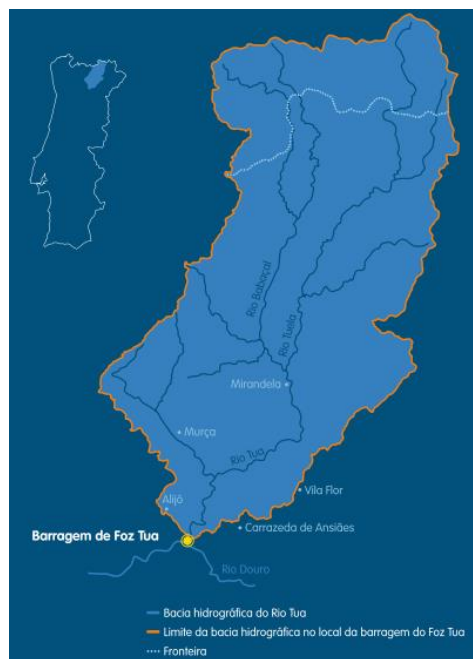 Rio Rabaçal
Rio Tuela
Mirandela
Murça
Rio Tua
Vila Flor
Alijó
Carrazeda de Ansiães
Barragem de Foz Tua
Rio Douro
Bacia hidrográfica do Rio Tua
Limite da bacia hidrográfica no local da barragem do Foz Tua
Fronteira